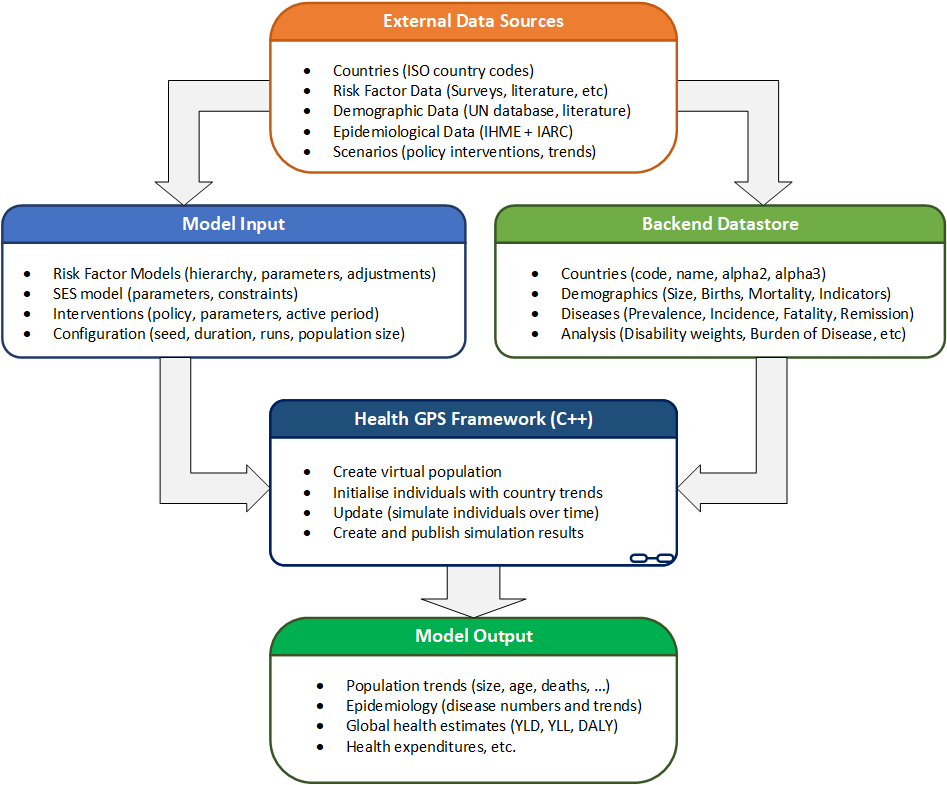 External Data Sources
• Countries (ISO country codes)
• Risk Factor Data (Surveys, literature, etc)
• Demographic Data (UN database, literature)
• Epidemiological Data (IHME + IARC)
• Scenarios (policy interventions, trends)
Model Input
• Risk Factor Models (hierarchy, parameters, adjustments)
• SES model (parameters, constraints)
• Interventions (policy, parameters, active period)
• Configuration (seed, duration, runs, population size)
Backend Datastore
• Countries (code, name, alpha2, alpha3)
• Demographics (Size, Births, Mortality, Indicators)
• Diseases (Prevalence, Incidence, Fatality, Remission)
• Analysis (Disability weights, Burden of Disease, etc)
Health GPS Framework (C++)
• Create virtual population
• Initialise individuals with country trends
• Update (simulate individuals over time)
• Create and publish simulation results
Model Output
• Population trends (size, age, deaths, ...)
• Epidemiology (disease numbers and trends)
• Global health estimates (YLD, YLL, DALY)
• Health expenditures, etc.